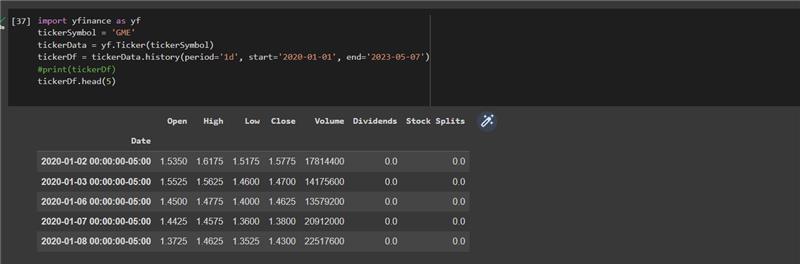 [37] import yfinance as yf
tickerSymbol = 'GME'
tickerData = yf.Ticker(tickerSymbol)
tickerDf = tickerData.history(period='1d', start='2020-01-01', end='2023-05-07')
#print(tickerDf)
tickerDf.head(5)
Open High Low Close Volume Dividends Stock Splits
Date
2020-01-02 00:00:00-05:00 1.5350 1.6175 1.5175 1.5775 17814400 0.0 0.0
2020-01-03 00:00:00-05:00 1.5525 1.5625 1.4600 1.4700 14175600 0.0 0.0
2020-01-06 00:00:00-05:00 1.4500 1.4775 1.4000 1.4625 13579200 0.0 0.0
2020-01-07 00:00:00-05:00 1.4425 1.4575 1.3600 1.3800 20912000 0.0 0.0
2020-01-08 00:00:00-05:00 1.3725 1.4625 1.3525 1.4300 22517600 0.0 0.0